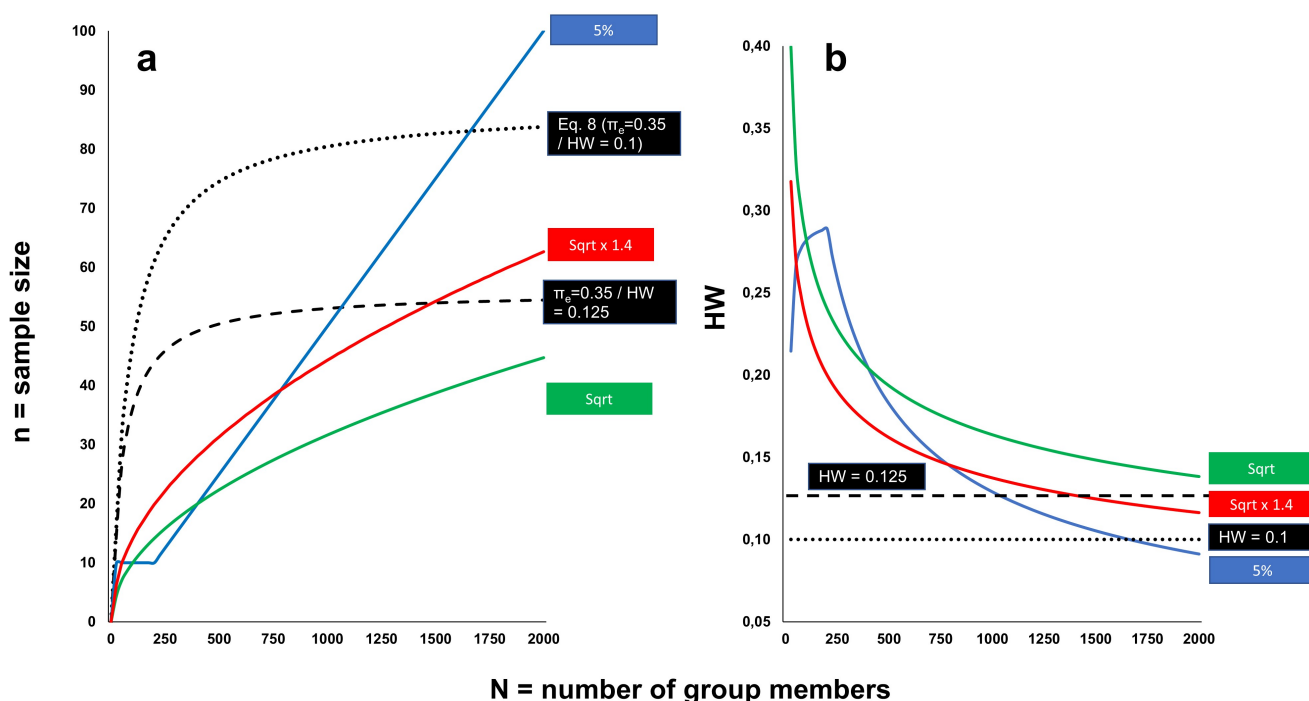 a
n = sample size
100
90
80
70
60
50
40
30
20
10
0
0
250
500
750
1000
1250
1500
1750
2000
5%
Eq. 8 (πe=0.35
/ HW = 0.1)
Sqrt x 1.4
πe=0.35 / HW
= 0.125
Sqrt
b
HW
0,40
0,35
0,30
0,25
0,20
0,15
0,10
0,05
0
250
500
750
1000
1250
1500
1750
2000
HW = 0.125
Sqrt
Sqrt x 1.4
HW = 0.1
5%
N = number of group members